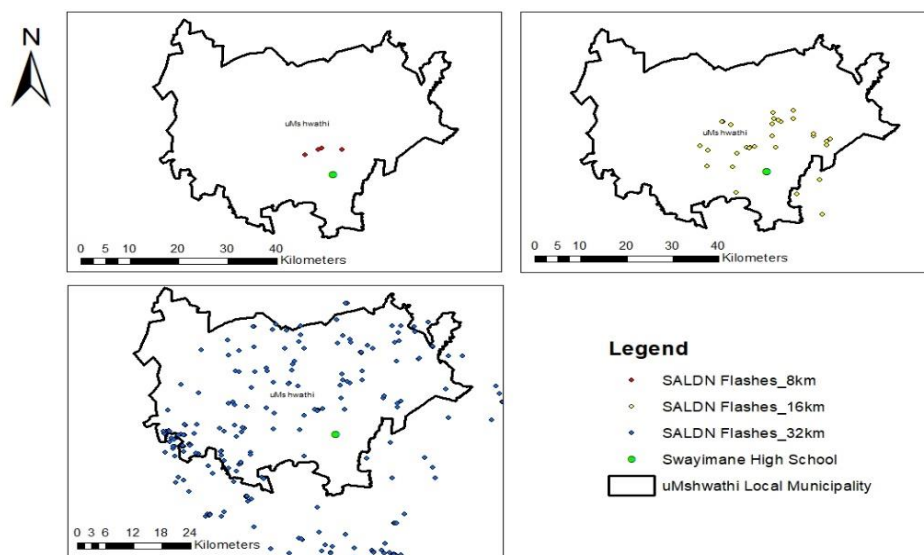 N
uMshwathi
0 5 10 20 30 40
Kilometers
uMshwathi
0 5 10 20 30 40
Kilometers
uMshwathi
0 3 6 12 18 24
Kilometers
Legend
SALDN Flashes_8km
SALDN Flashes_16km
SALDN Flashes_32km
Swayimane High School
uMshwathi Local Municipality